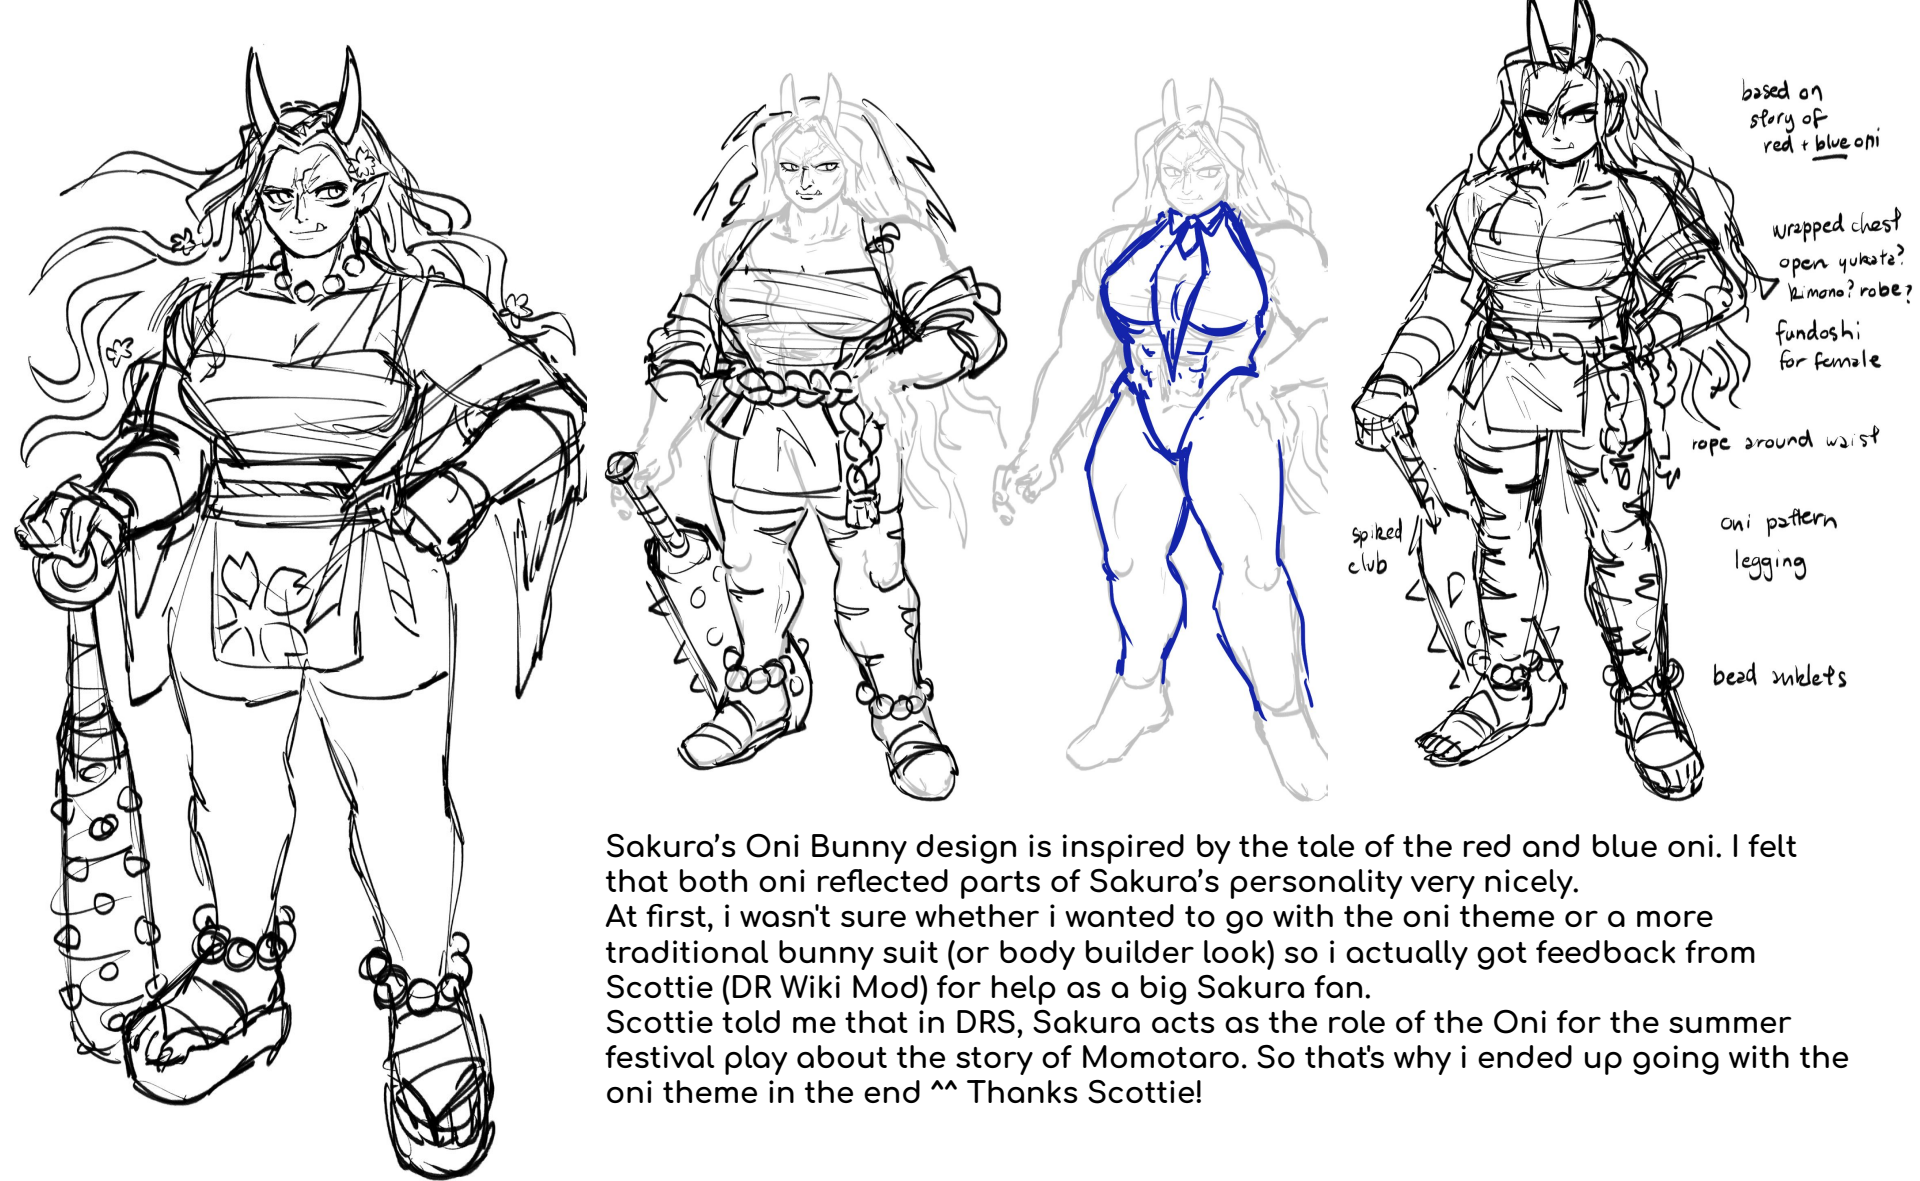 based on
story of
red + blue oni
wrapped chest
open yukata?
kimono? robe?
fundoshi
for female
rope around waist
spiked
club
oni pattern
legging
bead anklets
Sakura’s Oni Bunny design is inspired by the tale of the red and blue oni. I felt
that both oni reflected parts of Sakura’s personality very nicely.
At first, i wasn't sure whether i wanted to go with the oni theme or a more
traditional bunny suit (or body builder look) so i actually got feedback from
Scottie (DR Wiki Mod) for help as a big Sakura fan.
Scottie told me that in DRS, Sakura acts as the role of the Oni for the summer
festival play about the story of Momotaro. So that's why i ended up going with the
oni theme in the end ^^ Thanks Scottie!